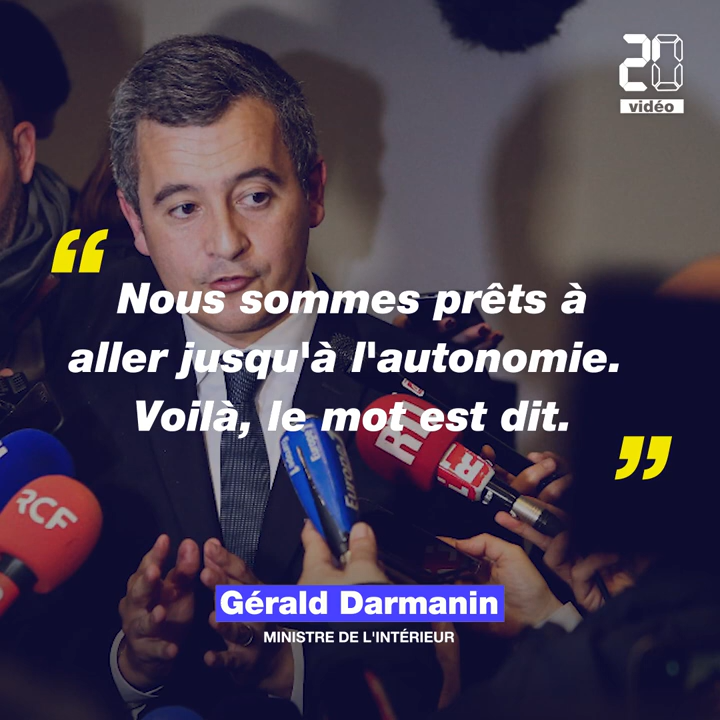 20
vidéo
“
Nous sommes prêts à
aller jusqu'à l'autonomie.
Voilà, le mot est dit.
”
RTL
RCF
Europe
Gérald Darmanin
MINISTRE DE L'INTÉRIEUR